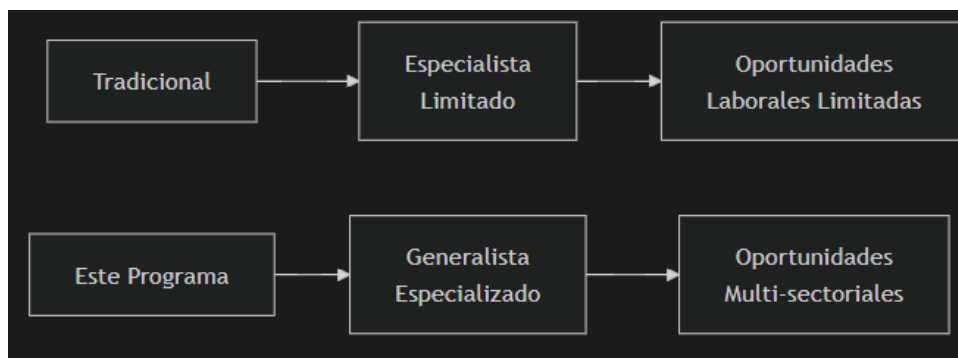 Tradicional
Especialista
Limitado
Oportunidades
Laborales Limitadas
Este Programa
Generalista
Especializado
Oportunidades
Multi-sectoriales